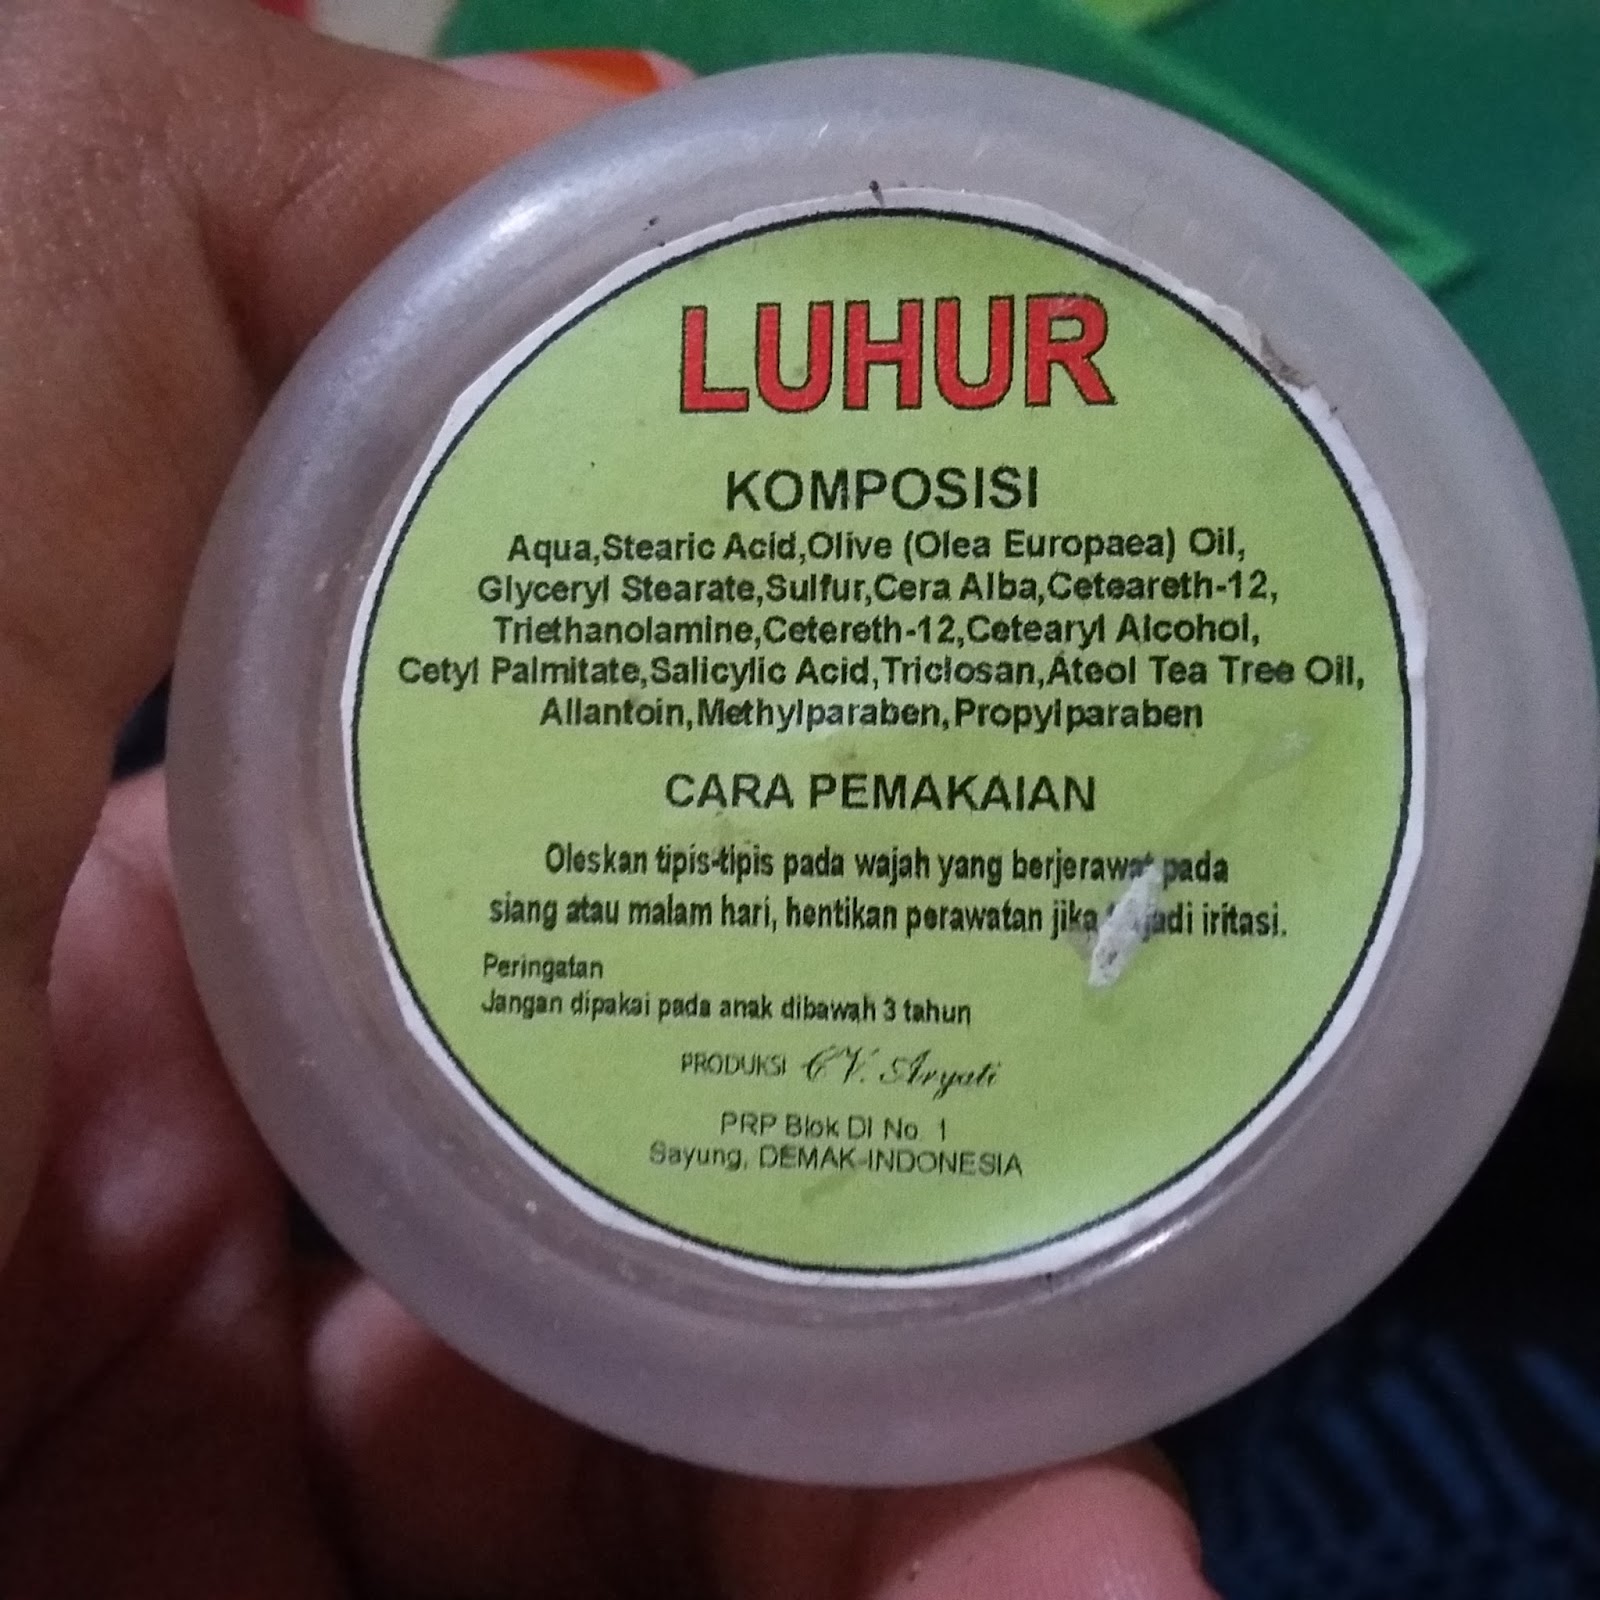 LUHUR
KOMPOSISI
Aqua,Stearic Acid,Olive (Olea Europaea) Oil,
Glyceryl Stearate,Sulfur,Cera Alba,Ceteareth-12,
Triethanolamine,Cetereth-12,Cetearyl Alcohol,
Cetyl Palmitate,Salicylic Acid,Triclosan,Ateol Tea Tree Oil,
Allantoin,Methylparaben,Propylparaben
CARA PEMAKAIAN
Oleskan tipis-tipis pada wajah yang berjerawat pada
siang atau malam hari, hentikan perawatan jika iritasi.
Peringatan
Jangan dipakai pada anak dibawah 3 tahun
PRODUKSI CV. Aryati
PRP Blok DI No. 1
Sayung, DEMAK-INDONESIA